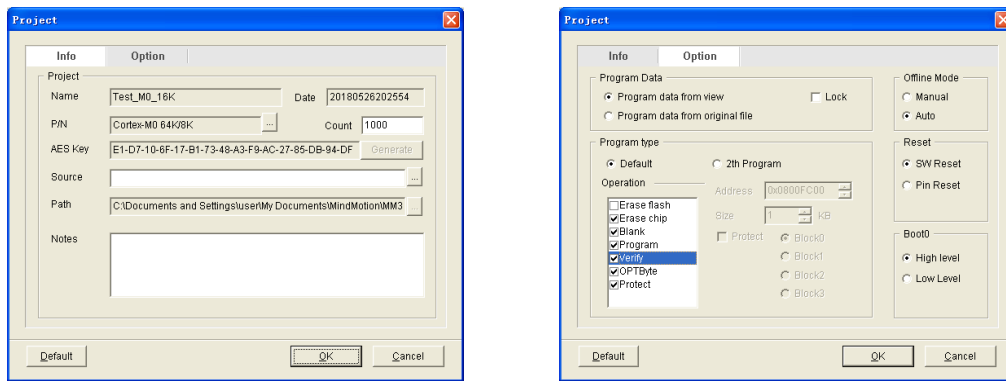 Project
Info Option
Project
Name Test_M0_16K Date 20180526202554
P/N Cortex-M0 64K/8K ... Count 1000
AES Key E1-D7-10-6F-17-B1-73-48-A3-F9-AC-27-85-DB-94-DF Generate
Source ...
Path C:\Documents and Settings\user\My Documents\MindMotion\MM3 ...
Notes
Default OK Cancel
Project
Info Option
Program Data
Program data from view Lock
Program data from original file
Program type
Default 2th Program
Operation
Erase flash
Erase chip
Blank
Program
Verify
OPTByte
Protect
Address 0x0800FC00
Size 1 KB
Protect Block0
Block1
Block2
Block3
Offline Mode
Manual
Auto
Reset
SW Reset
Pin Reset
Boot0
High level
Low Level
Default OK Cancel